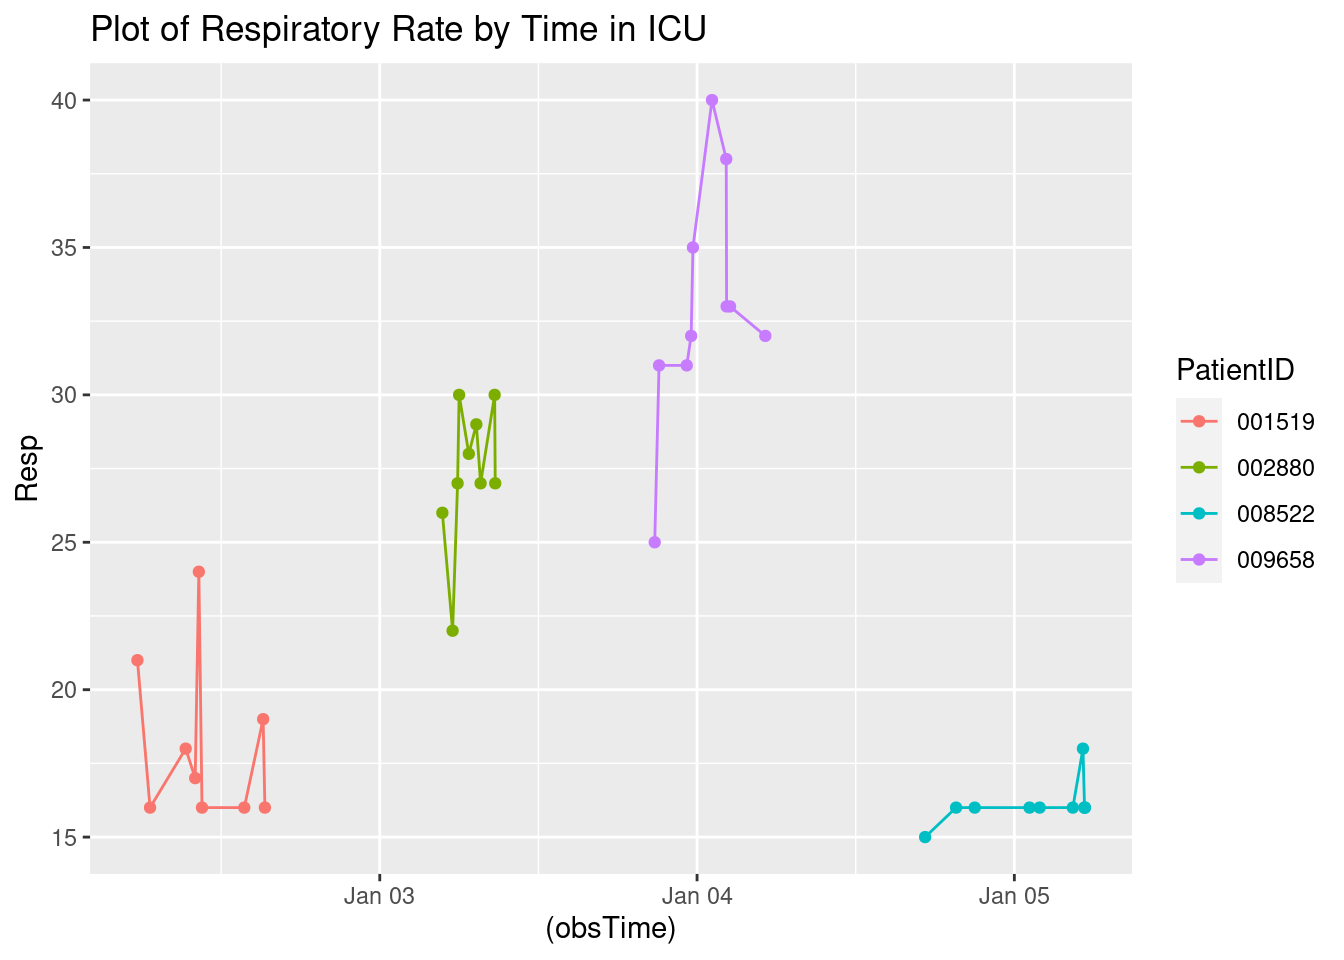 Plot of Respiratory Rate by Time in ICU
40
35
30
25
20
15
Resp
Jan 03
Jan 04
Jan 05
(obsTime)
PatientID
001519
002880
008522
009658